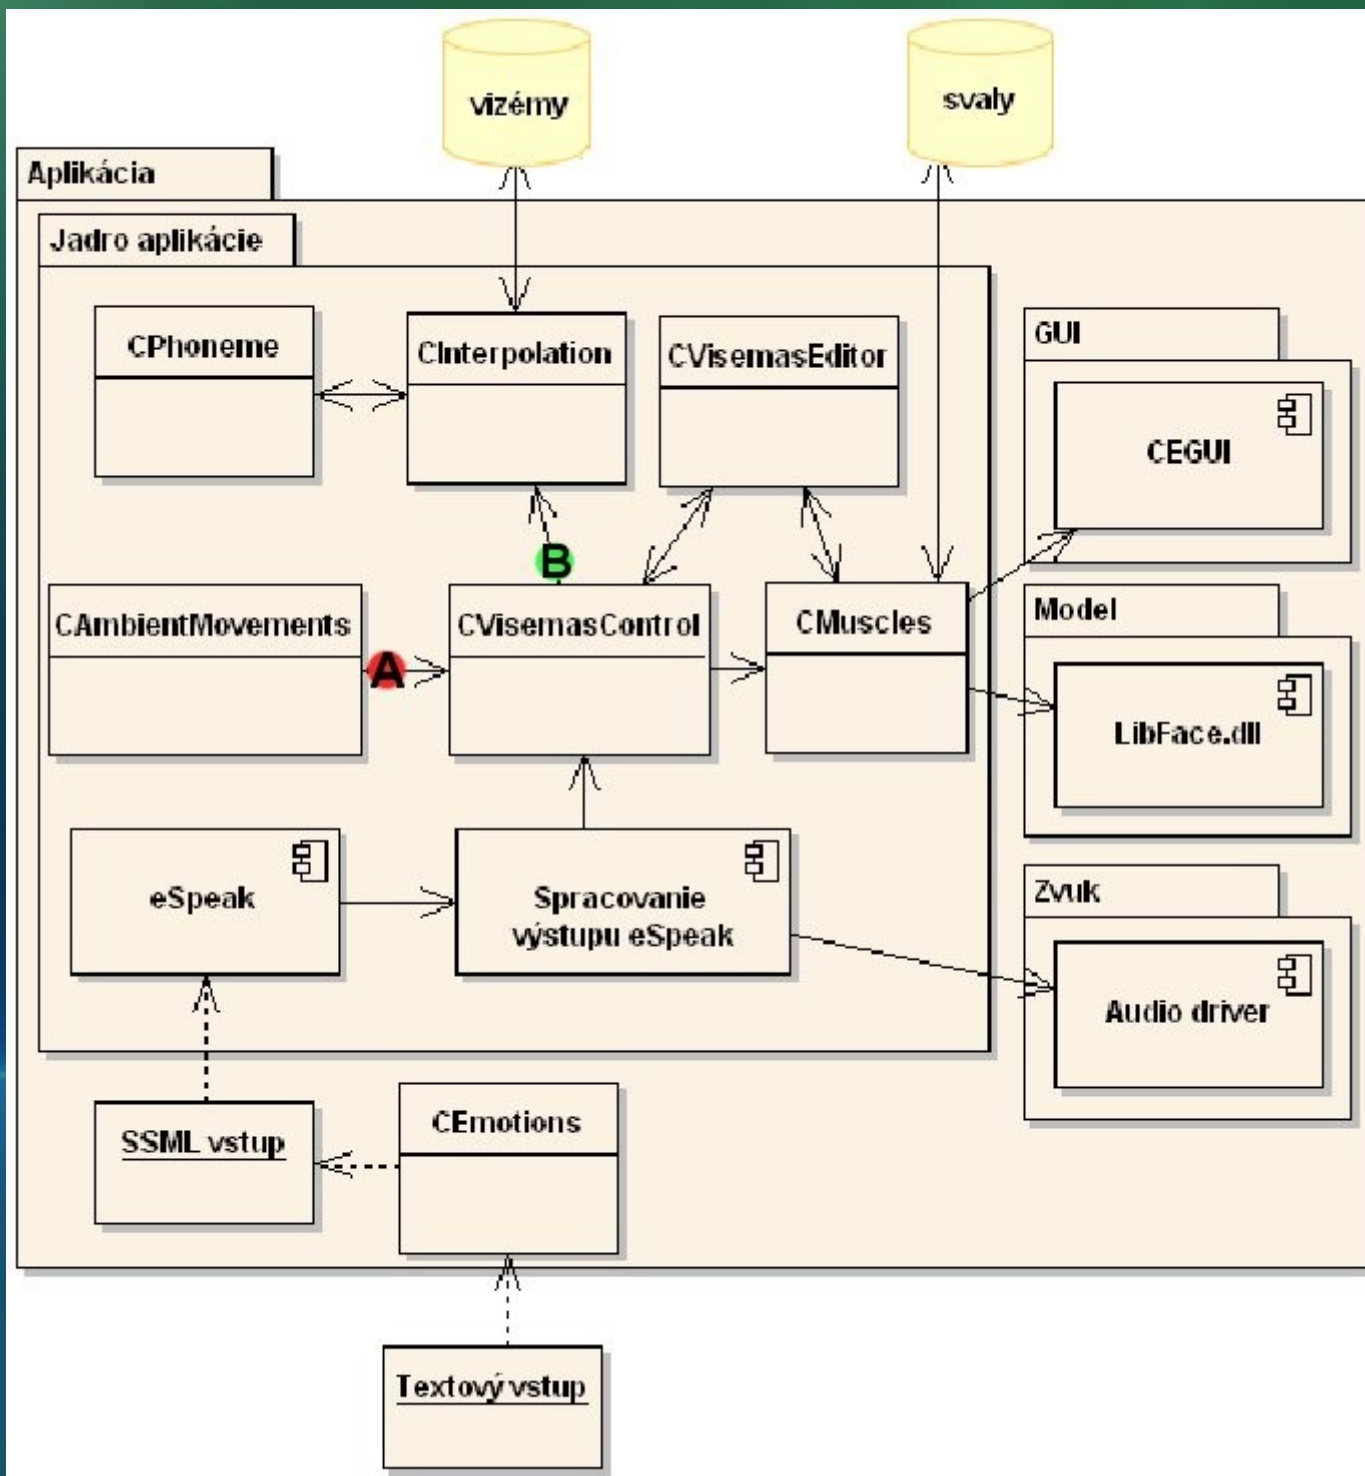 vizémy
svaly
Aplikácia
Jadro aplikácie
CPhoneme
CInterpolation
CVisemasEditor
GUI
CEGUI
B
CAmbientMovements
A
CVisemasControl
CMuscles
Model
LibFace.dll
eSpeak
Spracovanie
výstupu eSpeak
Zvuk
Audio driver
SSML vstup
CEmotions
Textový vstup